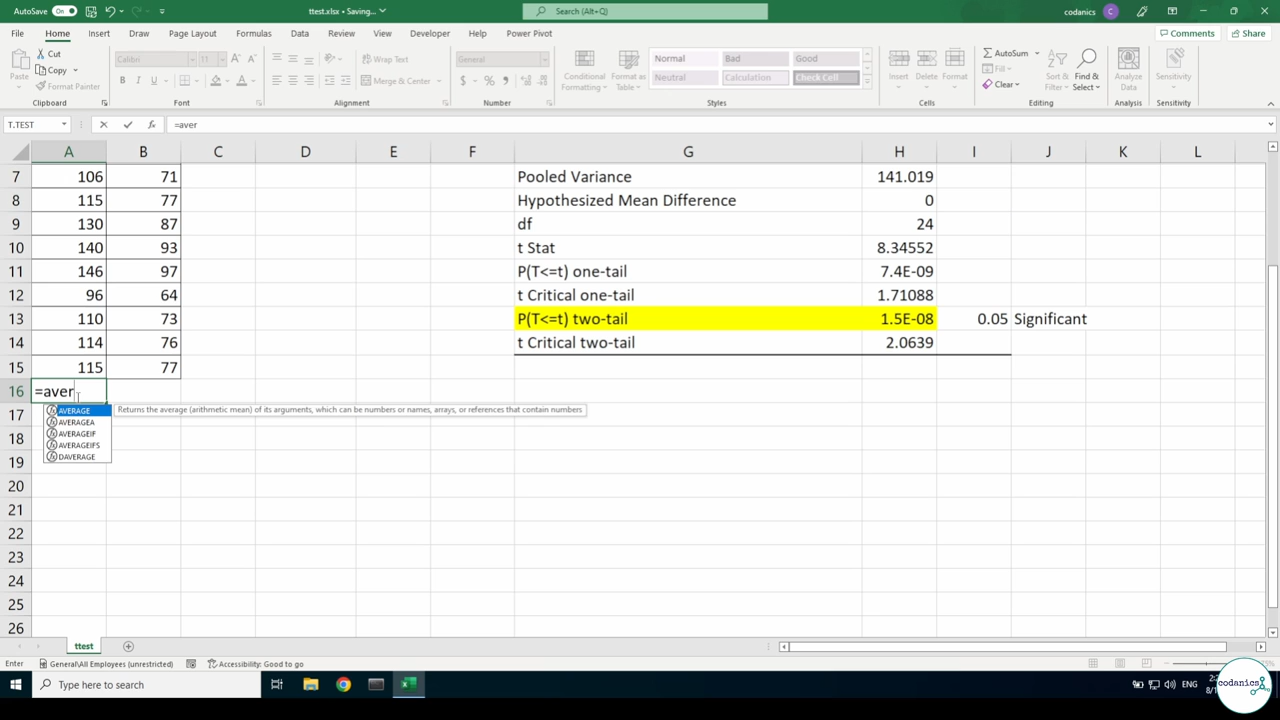 AutoSave On ttest.xlsx • Saving... Search (Alt+Q) codanics C
File Home Insert Draw Page Layout Formulas Data Review View Developer Help Power Pivot Comments Share
Paste Cut Copy Format Painter Clipboard
Calibri B I U Font
Wrap Text Merge & Center Alignment
General $ % Number
Conditional Formatting Format as Table Normal Bad Good Neutral Calculation Check Cell Styles
Insert Delete Format Cells
AutoSum Fill Clear Sort & Filter Find & Select Editing
Analyze Data Analysis
Sensitivity Sensitivity
T.TEST fx =aver
A B C D E F G H I J K L
7 106 71 Pooled Variance 141.019
8 115 77 Hypothesized Mean Difference 0
9 130 87 df 24
10 140 93 t Stat 8.34552
11 146 97 P(T<=t) one-tail 7.4E-09
12 96 64 t Critical one-tail 1.71088
13 110 73 P(T<=t) two-tail 1.5E-08 0.05 Significant
14 114 76 t Critical two-tail 2.0639
15 115 77
16 =aver
AVERAGE Returns the average (arithmetic mean) of its arguments, which can be numbers or names, arrays, or references that contain numbers
AVERAGEA
AVERAGEIF
AVERAGEIFS
DAVERAGE
17
18
19
20
21
22
23
24
25
26
ttest
Enter General\All Employees (unrestricted) Accessibility: Good to go
Type here to search ENG
codanics